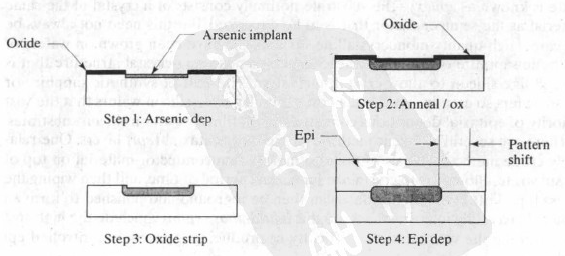 Oxide
Arsenic implant
Step 1: Arsenic dep
Oxide
Step 2: Anneal / ox
Step 3: Oxide strip
Epi
Pattern
shift
Step 4: Epi dep